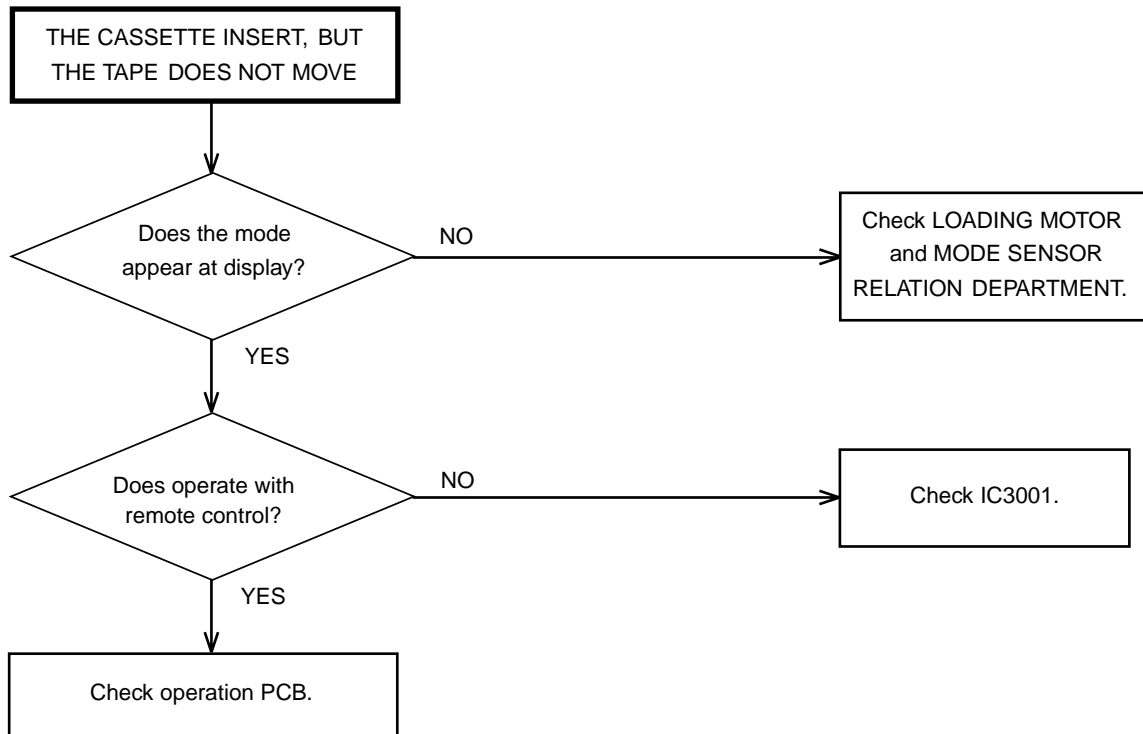 THE CASSETTE INSERT, BUT
THE TAPE DOES NOT MOVE
Does the mode
appear at display?
NO
Check LOADING MOTOR
and MODE SENSOR
RELATION DEPARTMENT.
YES
Does operate with
remote control?
NO
Check IC3001.
YES
Check operation PCB.